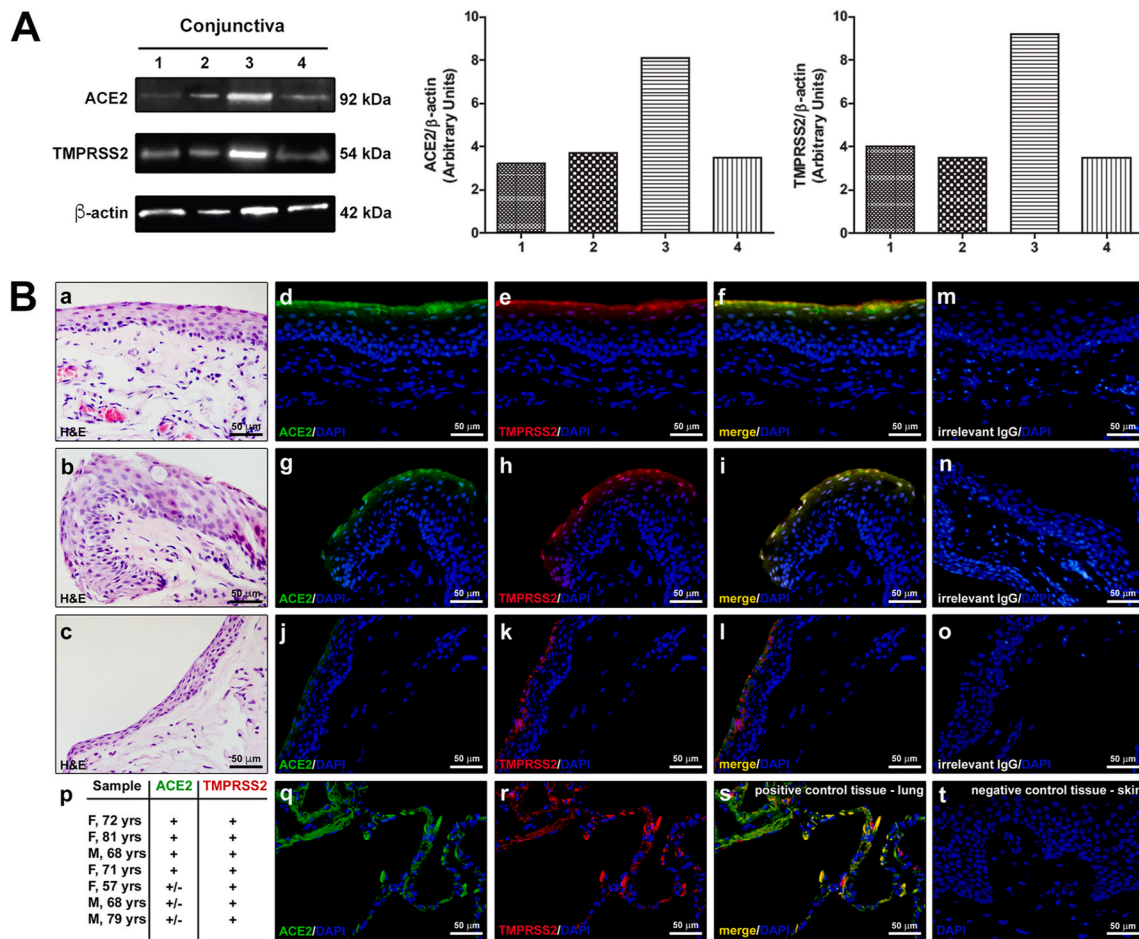 A
Conjunctiva
1 2 3 4
ACE2 92 kDa
TMPRSS2 54 kDa
β-actin 42 kDa
ACE2/β-actin
(Arbitrary Units)
10
8
6
4
2
0
1 2 3 4
TMPRSS2/β-actin
(Arbitrary Units)
10
8
6
4
2
0
1 2 3 4
B
a
H&E
50 μm
d
ACE2/DAPI
50 μm
e
TMPRSS2/DAPI
50 μm
f
merge/DAPI
50 μm
m
irrelevant IgG/DAPI
50 μm
b
H&E
50 μm
g
ACE2/DAPI
50 μm
h
TMPRSS2/DAPI
50 μm
i
merge/DAPI
50 μm
n
irrelevant IgG/DAPI
50 μm
c
H&E
50 μm
j
ACE2/DAPI
50 μm
k
TMPRSS2/DAPI
50 μm
l
merge/DAPI
50 μm
o
irrelevant IgG/DAPI
50 μm
p
Sample ACE2 TMPRSS2
F, 72 yrs + +
F, 81 yrs + +
M, 68 yrs + +
F, 71 yrs + +
F, 57 yrs +/- +
M, 68 yrs +/- +
M, 79 yrs +/- +
q
ACE2/DAPI
50 μm
r
TMPRSS2/DAPI
50 μm
s
positive control tissue - lung
merge/DAPI
50 μm
t
negative control tissue - skin
DAPI
50 μm